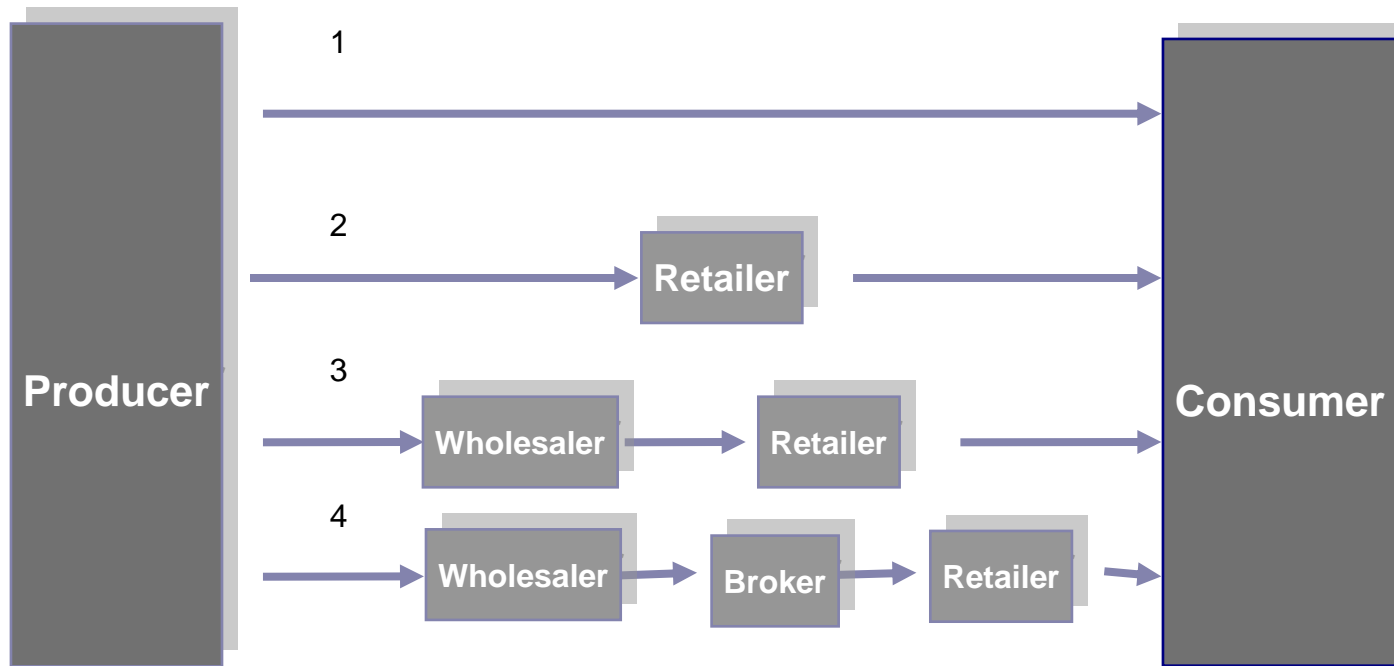 1
2
Retailer
3
Producer
Consumer
Wholesaler
Retailer
4
Wholesaler
Broker
Retailer